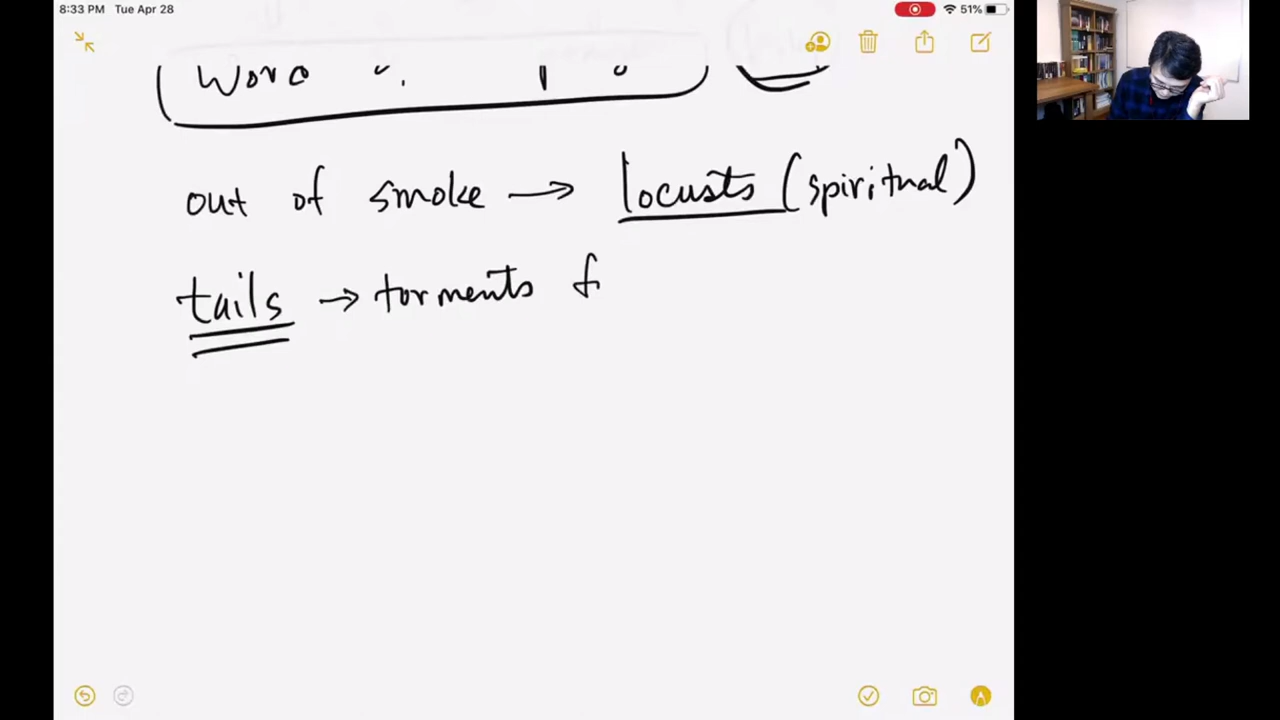 8:33 PM Tue Apr 28 51%
out of smoke → locusts (spiritual)
tails → torments f